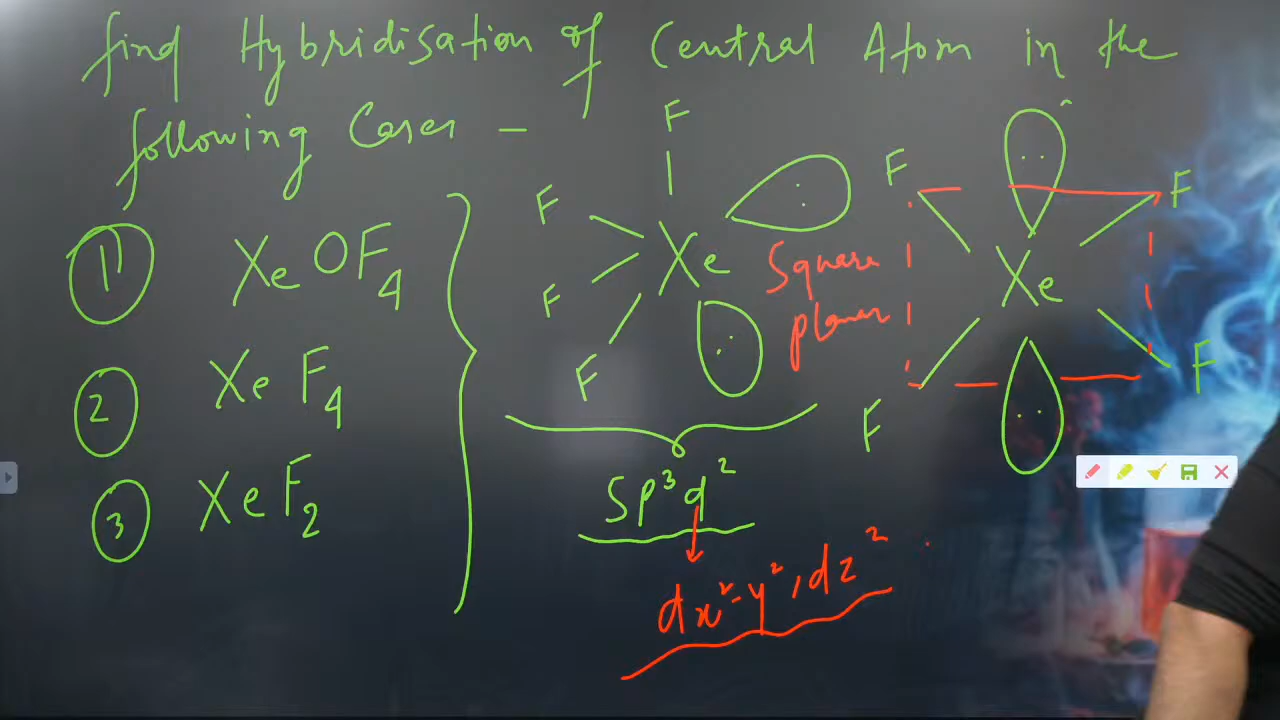 find Hybridisation of Central Atom in the
following Cases -
1 XeOF4
2 XeF4
3 XeF2
F
F
F
F
Xe
Square
planar
F
F
Xe
F
F
sp³d²
dx²-y², dz²